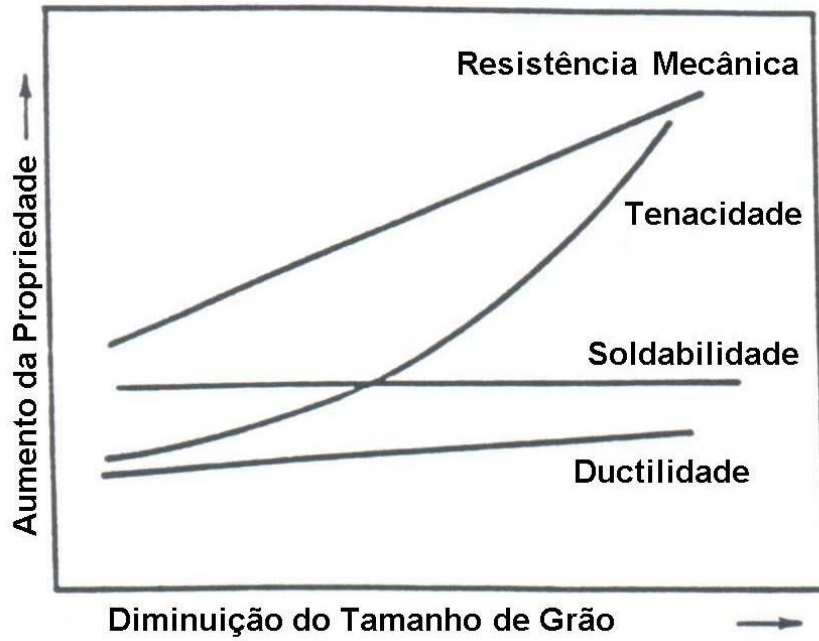 Resistência Mecânica
Tenacidade
Soldabilidade
Ductilidade
Aumento da Propriedade
Diminuição do Tamanho de Grão